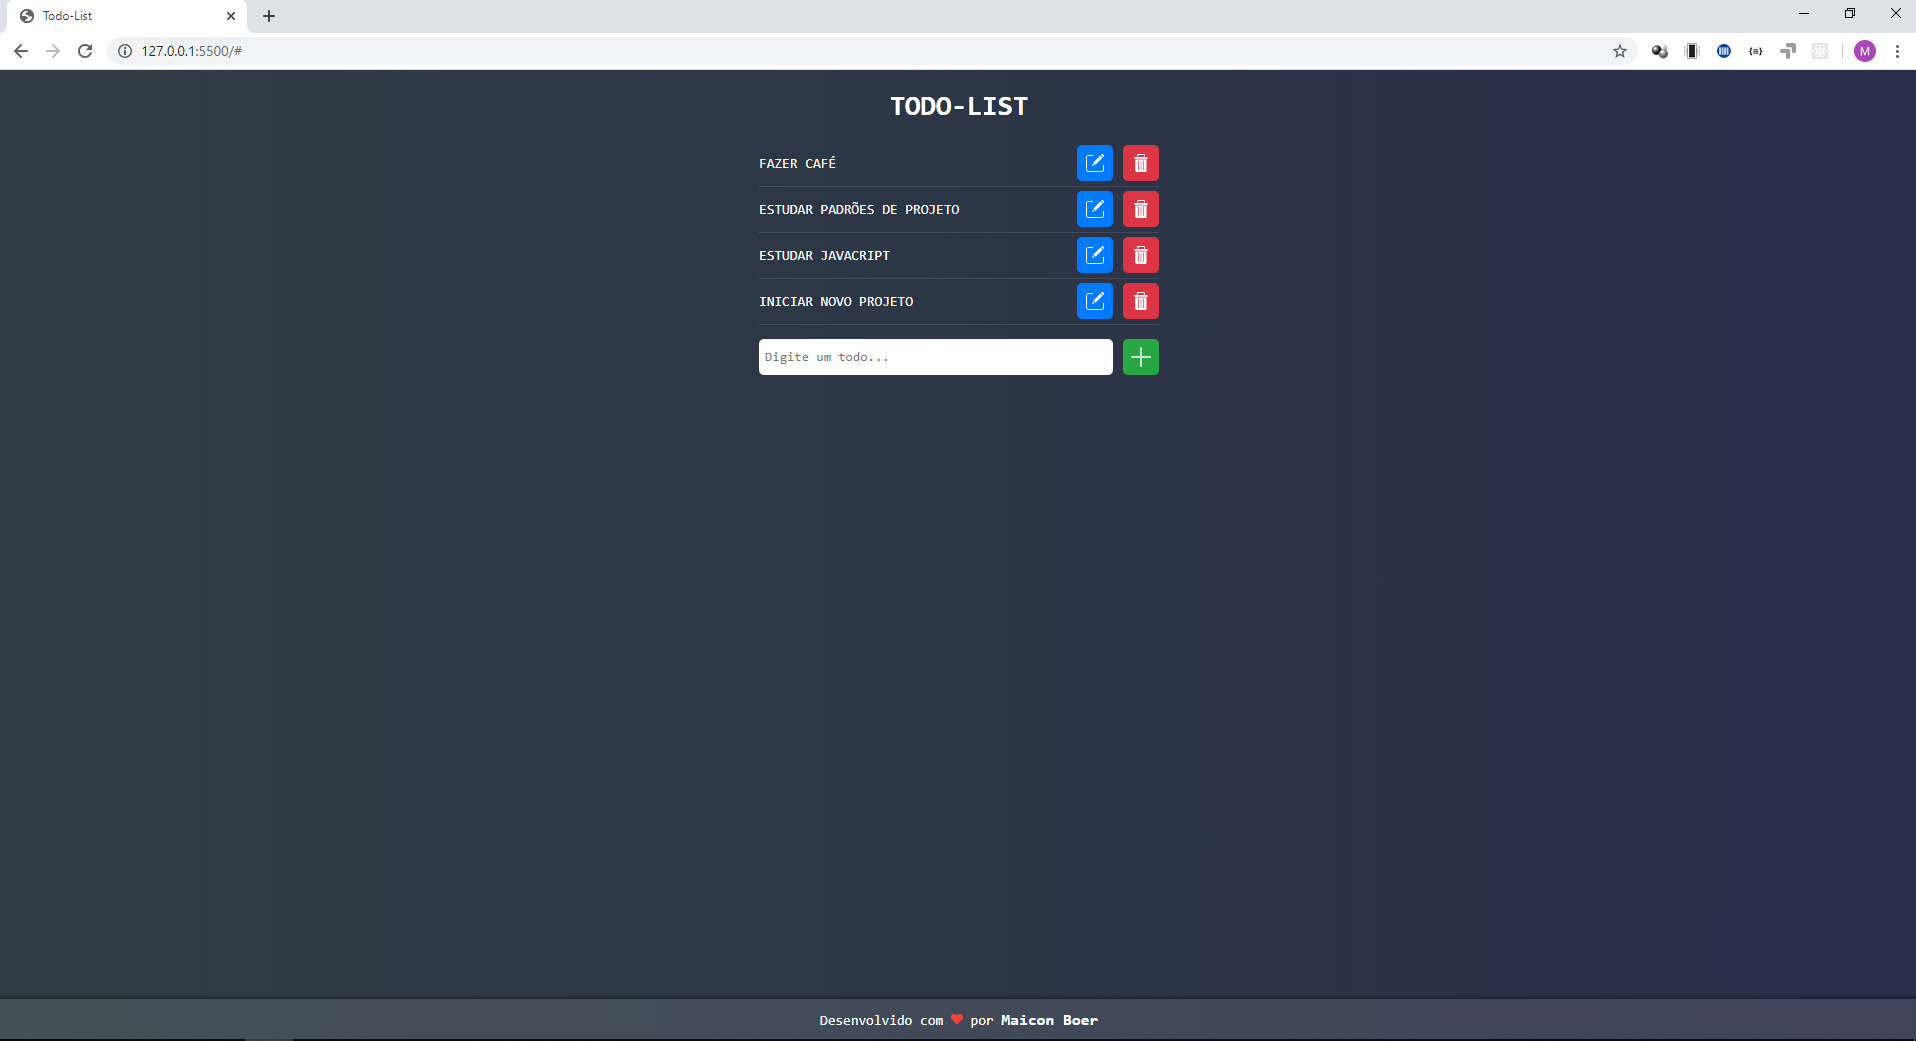 Todo-List
127.0.0.1:5500/#
M
TODO-LIST
FAZER CAFÉ
ESTUDAR PADRÕES DE PROJETO
ESTUDAR JAVACRIPT
INICIAR NOVO PROJETO
Digite um todo...
Desenvolvido com ❤ por Maicon Boer